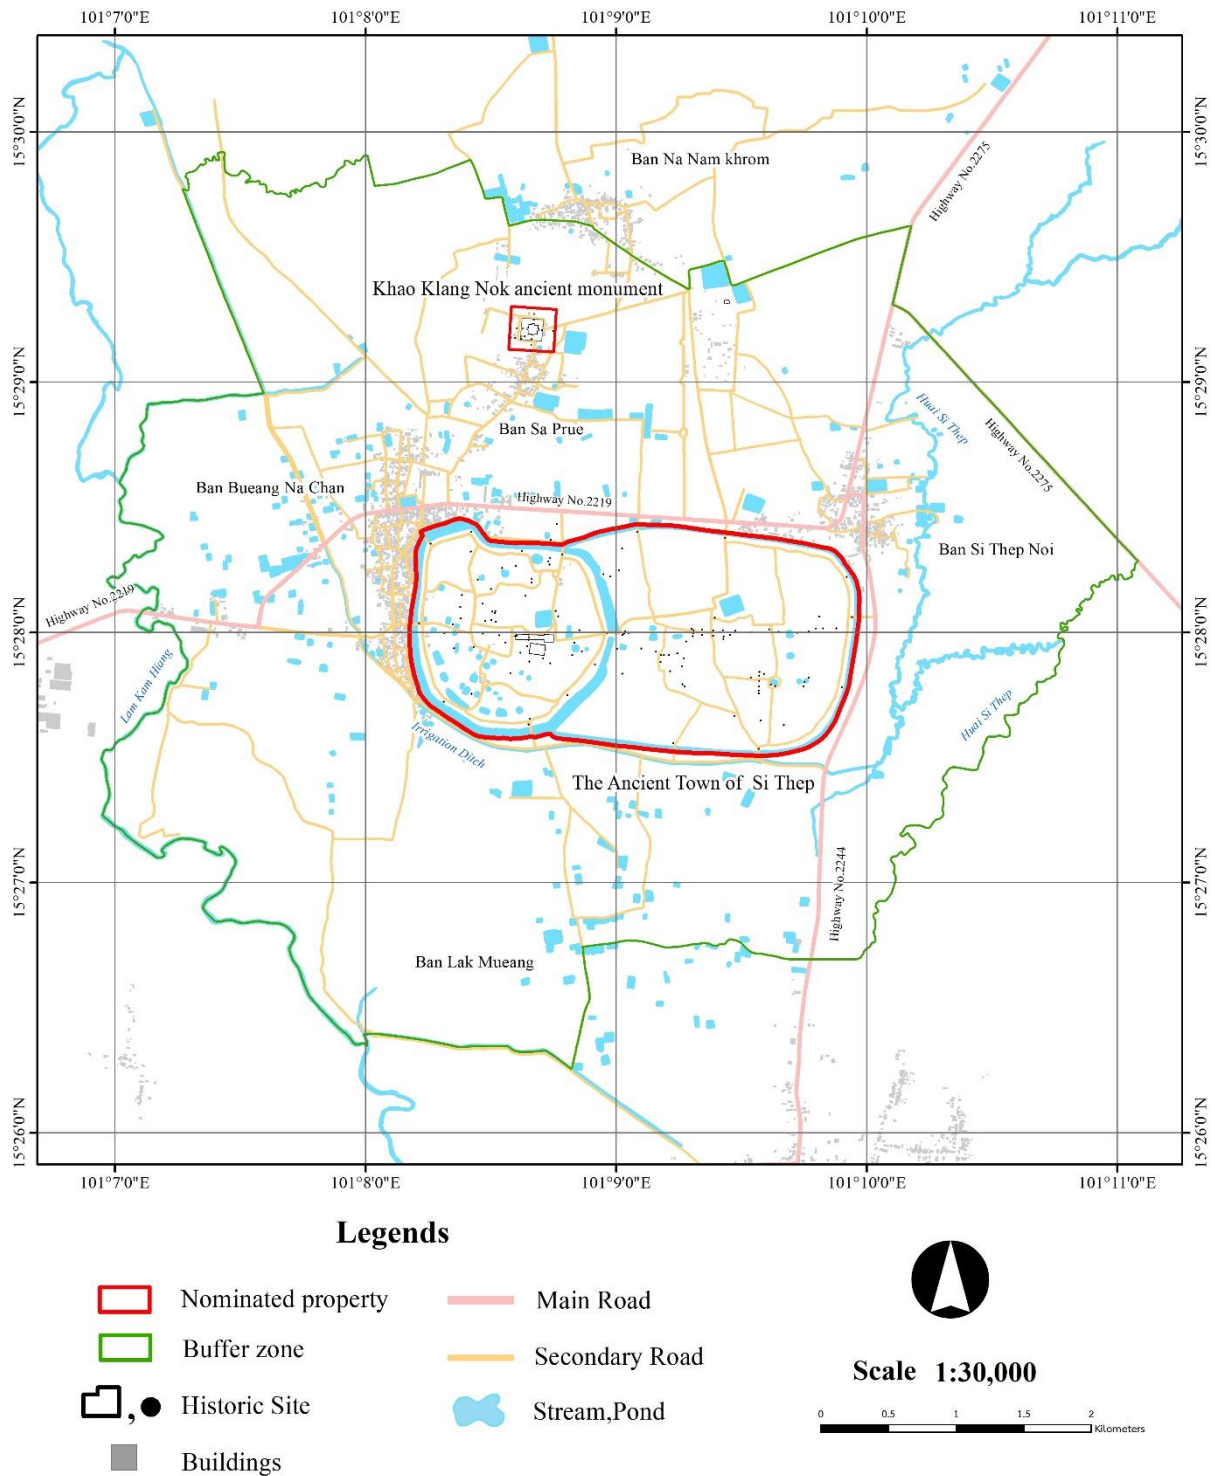 101°7'0"E 101°8'0"E 101°9'0"E 101°10'0"E 101°11'0"E
15°30'0"N 15°30'0"N
Ban Na Nam khrom
Highway No.2275
Khao Klang Nok ancient monument
15°29'0"N 15°29'0"N
Huai Si Thep
Ban Sa Prue
Highway No.2275
Ban Bueang Na Chan
Highway No.2219
Ban Si Thep Noi
Highway No.2219
15°28'0"N 15°28'0"N
Lam Kam Hiang
Huai Si Thep
Irrigation Ditch
The Ancient Town of Si Thep
15°27'0"N 15°27'0"N
Highway No.2244
Ban Lak Mueang
15°26'0"N 15°26'0"N
101°7'0"E 101°8'0"E 101°9'0"E 101°10'0"E 101°11'0"E
Legends
Nominated property
Buffer zone
, Historic Site
Buildings
Main Road
Secondary Road
Stream,Pond
Scale 1:30,000
0 0.5 1 1.5 2
Kilometers